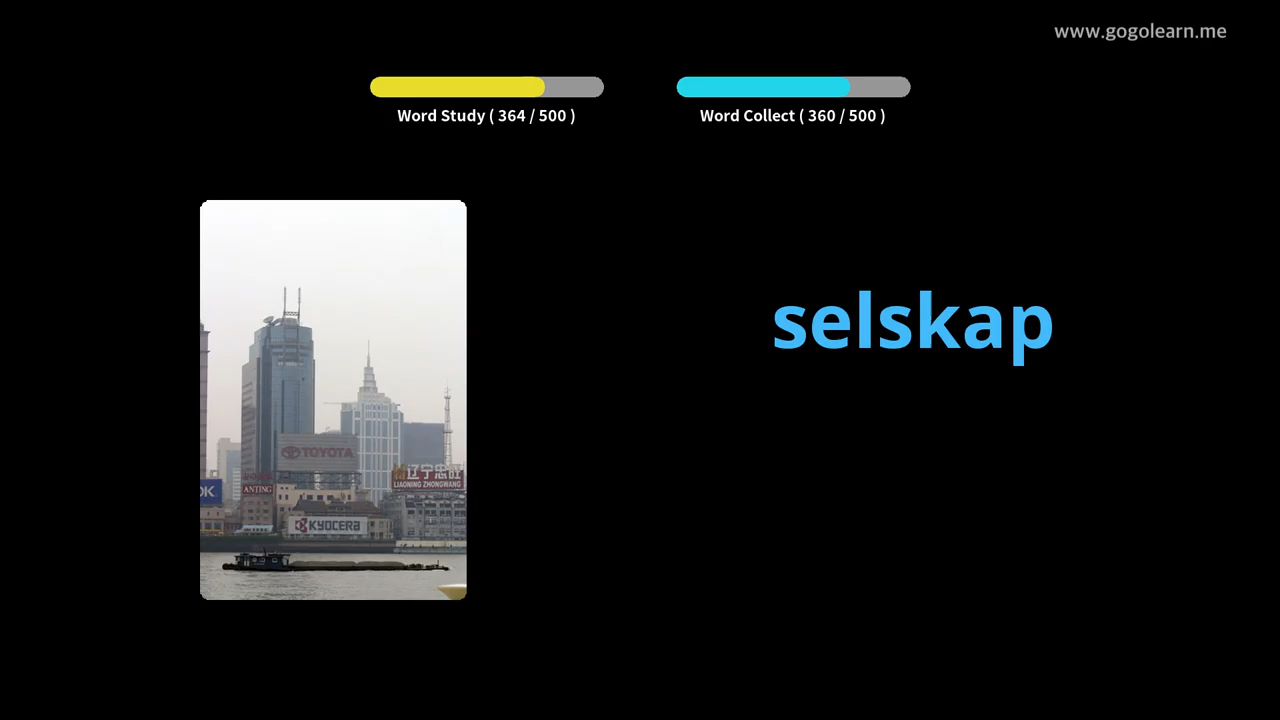 www.gogolearn.me
Word Study ( 364 / 500 )
Word Collect ( 360 / 500 )
selskap
TOYOTA
辽宁忠旺
LIAONING ZHONGWANG
OK
ANTING
KYOCERA